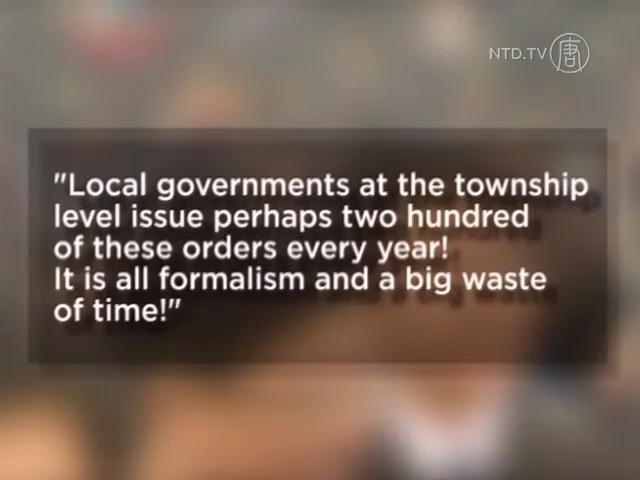 NTD.TV 唐
"Local governments at the township
level issue perhaps two hundred
of these orders every year!
It is all formalism and a big waste
of time!"